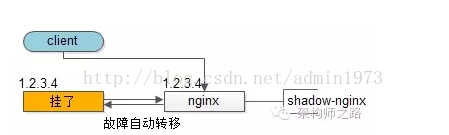 client
http://blog.csdn.net/admin1973
1.2.3.4
1.2.3.4
挂了
nginx
shadow-nginx
故障自动转移
架构师之路